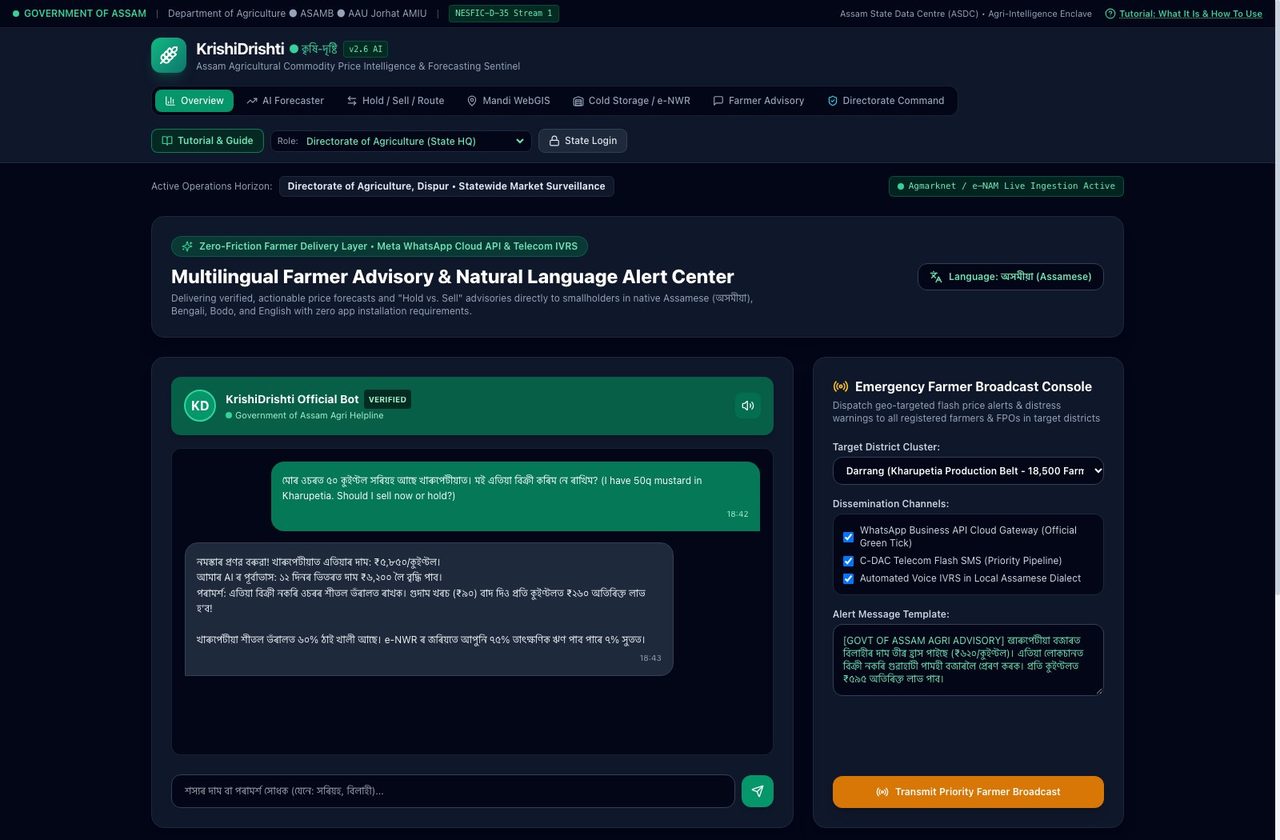 GOVERNMENT OF ASSAM | Department of Agriculture ● ASAMB ● AAU Jorhat AMIU | NESFIC-D-35 Stream 1
Assam State Data Centre (ASDC) • Agri-Intelligence Enclave
Tutorial: What It Is & How To Use
KrishiDrishti ● কৃষি-দৃষ্টি v2.6 AI
Assam Agricultural Commodity Price Intelligence & Forecasting Sentinel
Overview
AI Forecaster
Hold / Sell / Route
Mandi WebGIS
Cold Storage / e-NWR
Farmer Advisory
Directorate Command
Tutorial & Guide
Role: Directorate of Agriculture (State HQ)
State Login
Active Operations Horizon: Directorate of Agriculture, Dispur • Statewide Market Surveillance
Agmarknet / e-NAM Live Ingestion Active
Zero-Friction Farmer Delivery Layer • Meta WhatsApp Cloud API & Telecom IVRS
Multilingual Farmer Advisory & Natural Language Alert Center
Delivering verified, actionable price forecasts and "Hold vs. Sell" advisories directly to smallholders in native Assamese (অসমীয়া),
Bengali, Bodo, and English with zero app installation requirements.
Language: অসমীয়া (Assamese)
KD
KrishiDrishti Official Bot VERIFIED
Government of Assam Agri Helpline
মোৰ ওচৰত ৫০ কুইণ্টল সৰিয়হ আছে খাৰুপেটীয়াত। মই এতিয়া বিক্ৰী কৰিম নে ৰাখিম? (I have 50q mustard in
Kharupetia. Should I sell now or hold?)
18:42
নমস্কাৰ প্ৰণৱ বৰুৱা! খাৰুপেটীয়াত এতিয়াৰ দাম: ₹৫,৮৫০/কুইণ্টল।
আমাৰ AI ৰ পূৰ্বাভাস: ১২ দিনৰ ভিতৰত দাম ₹৬,২০০ লৈ বৃদ্ধি পাব।
পৰামৰ্শ: এতিয়া বিক্ৰী নকৰি ওচৰৰ শীতল ভঁৰালত ৰাখক। গুদাম খৰচ (₹৯০) বাদ দিও প্ৰতি কুইণ্টলত ₹২৬০ অতিৰিক্ত লাভ
হ'ব!
খাৰুপেটীয়া শীতল ভঁৰালত ৬০% ঠাই খালী আছে। e-NWR ৰ জৰিয়তে আপুনি ৭৫% তাৎক্ষণিক ঋণ পাব পাৰে ৭% সুতত।
18:43
শস্যৰ দাম বা পৰামৰ্শ সোধক (যেনে: সৰিয়হ, বিলাহী)...
Emergency Farmer Broadcast Console
Dispatch geo-targeted flash price alerts & distress
warnings to all registered farmers & FPOs in target districts
Target District Cluster:
Darrang (Kharupetia Production Belt - 18,500 Farm
Dissemination Channels:
WhatsApp Business API Cloud Gateway (Official
Green Tick)
C-DAC Telecom Flash SMS (Priority Pipeline)
Automated Voice IVRS in Local Assamese Dialect
Alert Message Template:
[GOVT OF ASSAM AGRI ADVISORY] খাৰুপেটীয়া বজাৰত
বিলাহীৰ দাম তীব্ৰ হ্ৰাস পাইছে (₹৬২০/কুইণ্টল)। এতিয়া লোকচানত
বিক্ৰী নকৰি গুৱাহাটী পামহী বজাৰলৈ প্ৰেৰণ কৰক। প্ৰতি কুইণ্টলত
₹৫৯৫ অতিৰিক্ত লাভ পাব।
Transmit Priority Farmer Broadcast